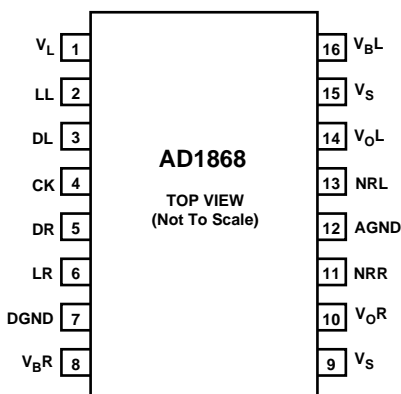 V_L 1
LL 2
DL 3
CK 4
DR 5
LR 6
DGND 7
V_BR 8
AD1868
TOP VIEW
(Not To Scale)
16 V_BL
15 V_S
14 V_OL
13 NRL
12 AGND
11 NRR
10 V_OR
9 V_S